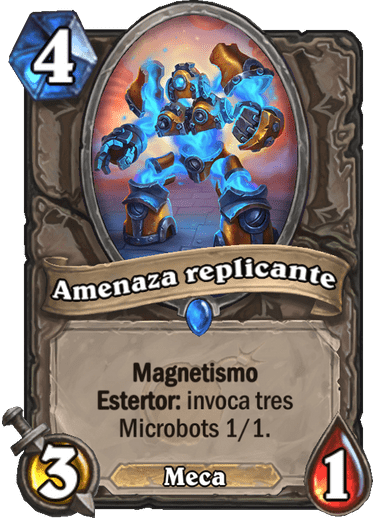 4
Amenaza replicante
Magnetismo
Estertor: invoca tres
Microbots 1/1.
3
Meca
1